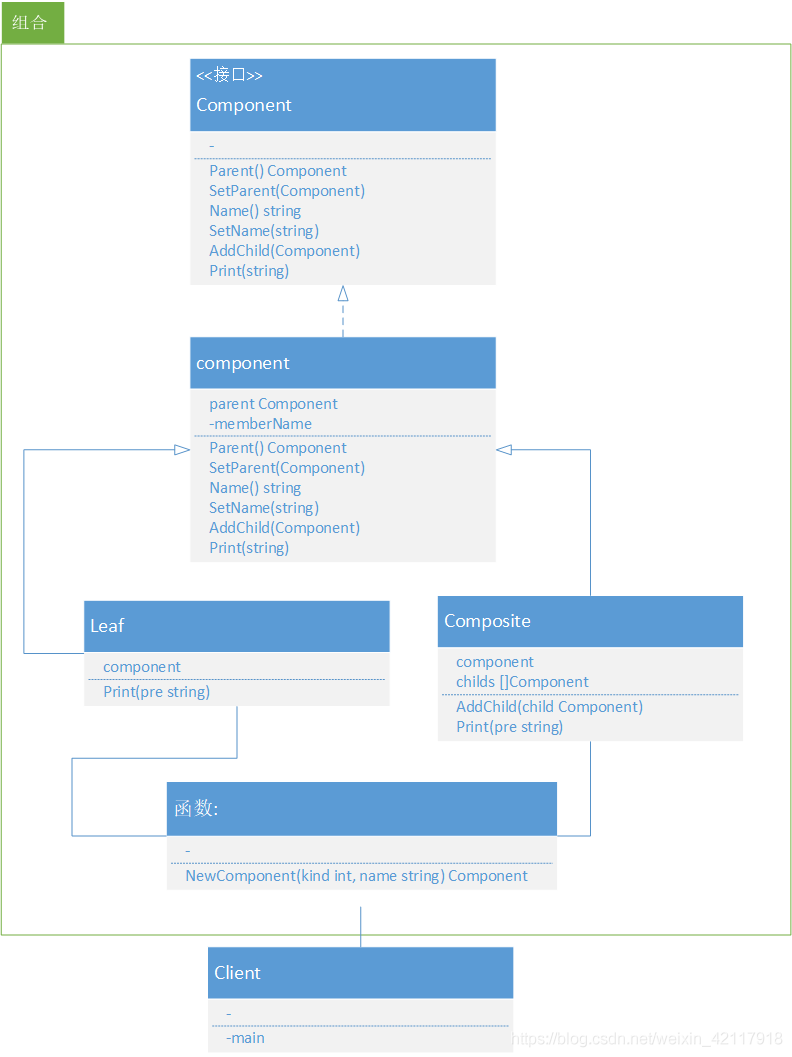 组合
<<接口>>
Component
-
Parent() Component
SetParent(Component)
Name() string
SetName(string)
AddChild(Component)
Print(string)
component
parent Component
-memberName
Parent() Component
SetParent(Component)
Name() string
SetName(string)
AddChild(Component)
Print(string)
Leaf
component
Print(pre string)
Composite
component
childs []Component
AddChild(child Component)
Print(pre string)
函数:
-
NewComponent(kind int, name string) Component
Client
-
-main
https://blog.csdn.net/weixin_42117918